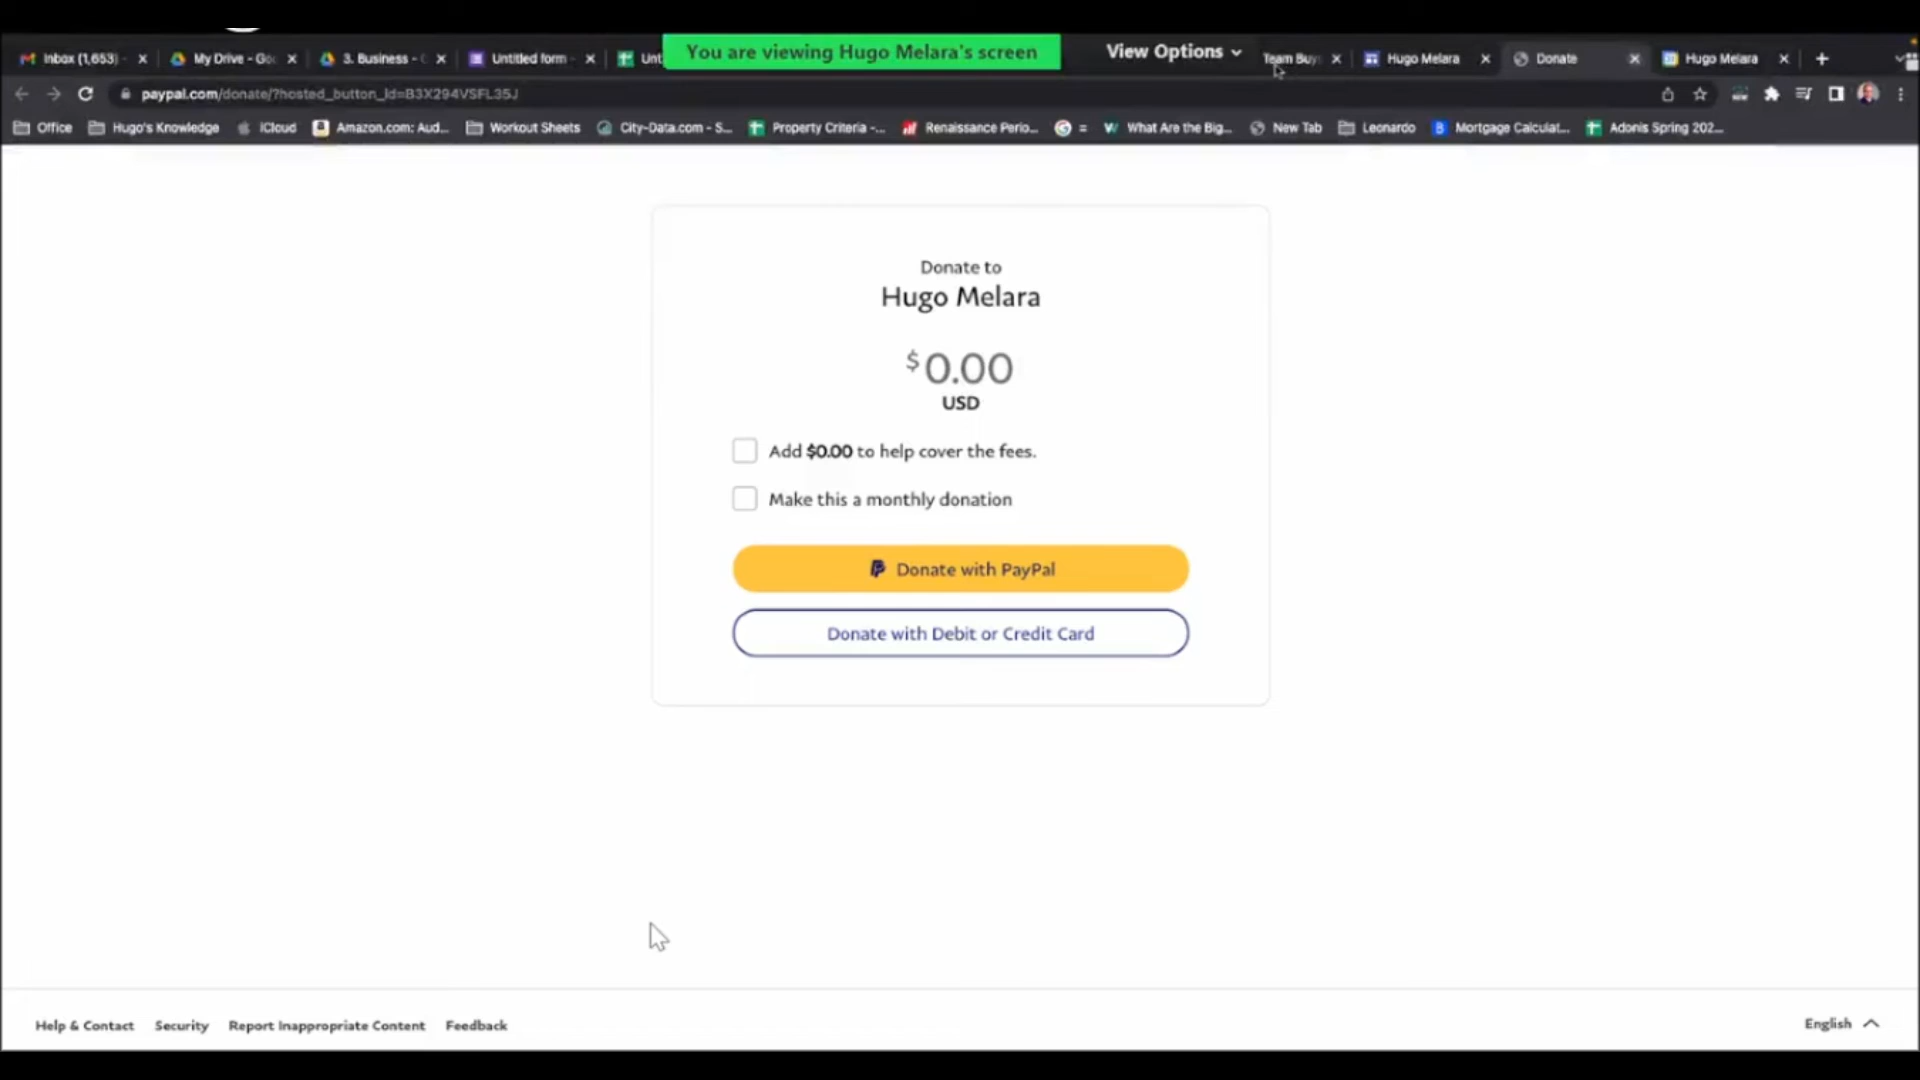 Inbox (1,653)
My Drive - Goo
3. Business - G
Untitled form -
Unt
You are viewing Hugo Melara's screen
View Options
Team Buy
Hugo Melara
Donate
Hugo Melara
paypal.com/donate/?hosted_button_id=B3X294VSFL35J
Office
Hugo's Knowledge
iCloud
Amazon.com: Aud...
Workout Sheets
City-Data.com - S...
Property Criteria -...
Renaissance Perio...
=
What Are the Big...
New Tab
Leonardo
Mortgage Calculat...
Adonis Spring 202...
Donate to
Hugo Melara
$0.00
USD
Add $0.00 to help cover the fees.
Make this a monthly donation
Donate with PayPal
Donate with Debit or Credit Card
Help & Contact
Security
Report Inappropriate Content
Feedback
English